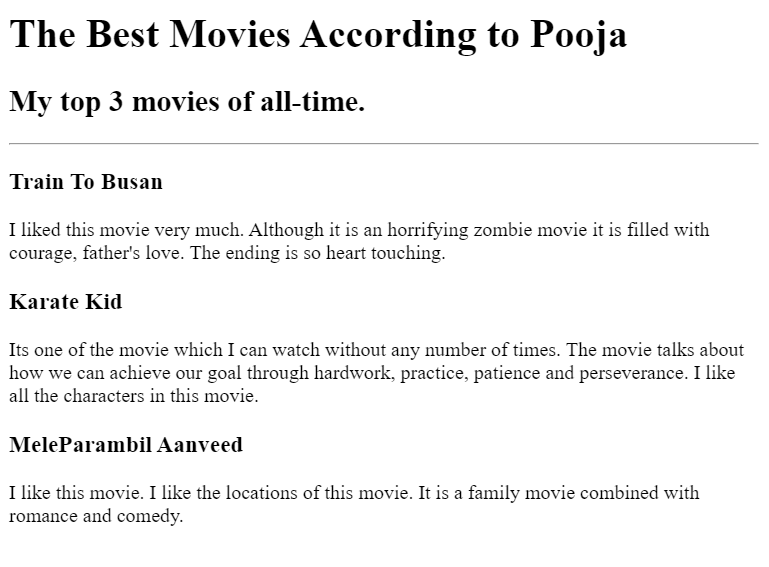 The Best Movies According to Pooja
My top 3 movies of all-time.
Train To Busan
I liked this movie very much. Although it is an horrifying zombie movie it is filled with
courage, father's love. The ending is so heart touching.
Karate Kid
Its one of the movie which I can watch without any number of times. The movie talks about
how we can achieve our goal through hardwork, practice, patience and perseverance. I like
all the characters in this movie.
MeleParambil Aanveed
I like this movie. I like the locations of this movie. It is a family movie combined with
romance and comedy.